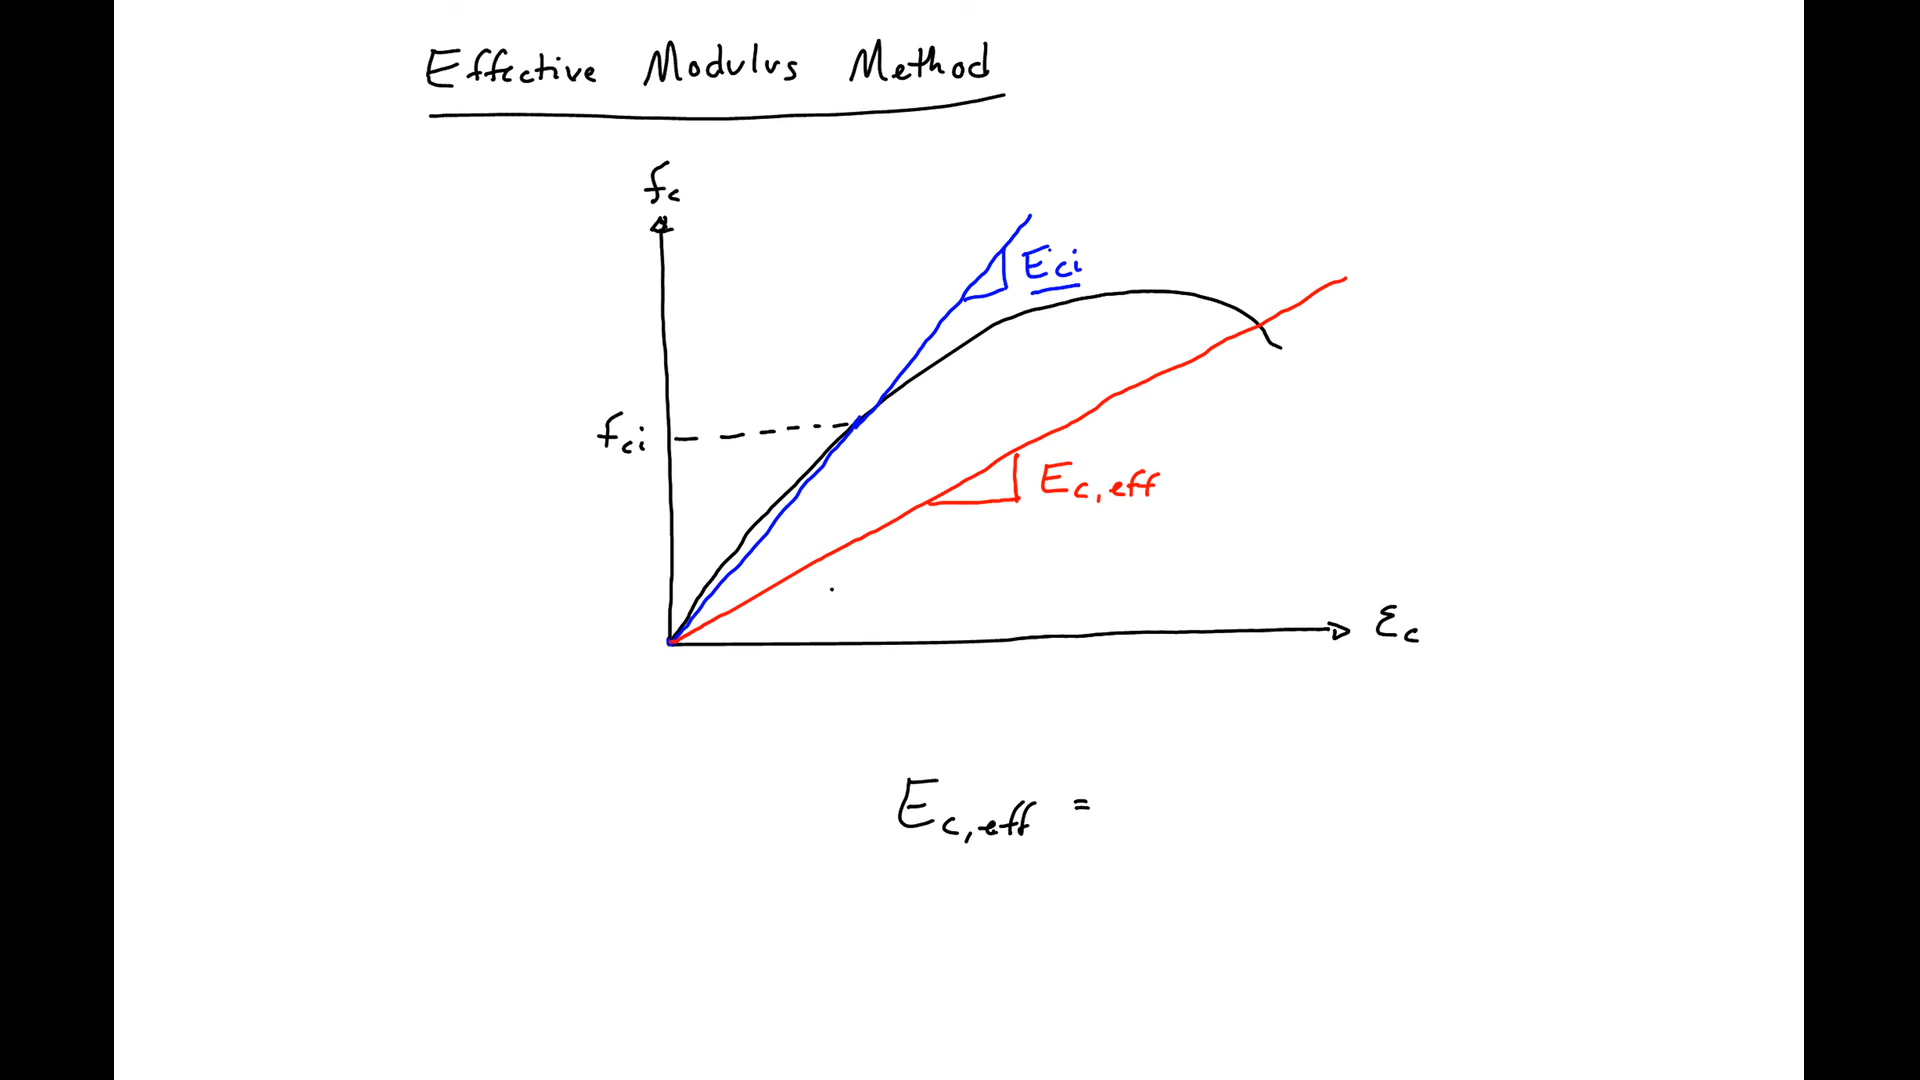 Effective Modulus Method
fc
Eci
fci
Ec,eff
εc
Ec,eff =